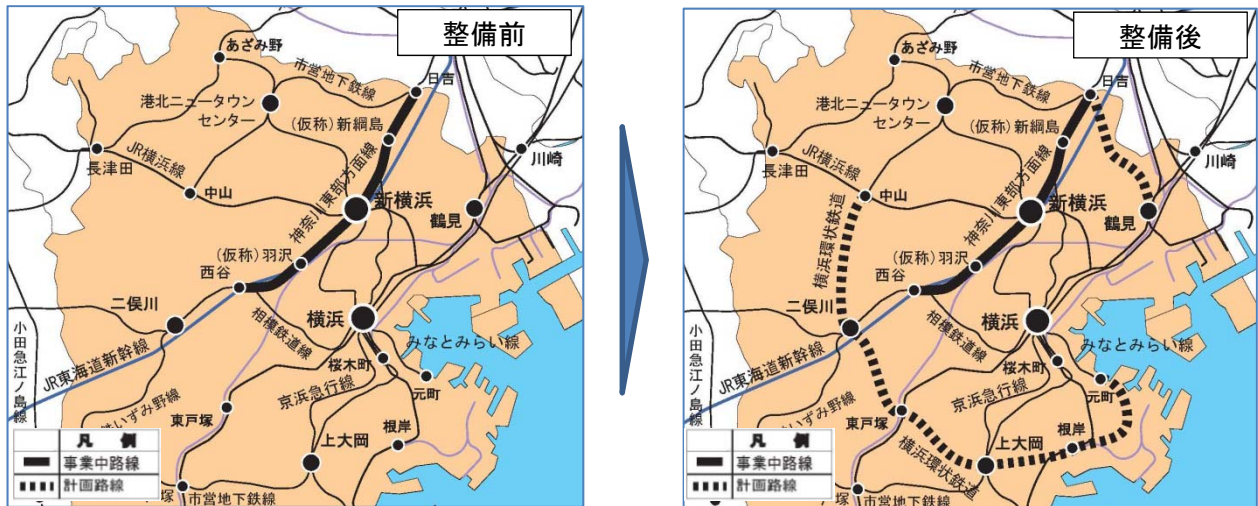 整備前
あざみ野
市営地下鉄線
日吉
港北ニュータウン
センター
(仮称)新綱島
JR横浜線
長津田
川崎
中山
神奈川東部方面線
新横浜
鶴見
(仮称)羽沢
西谷
二俣川
横浜
相模鉄道線
みなとみらい線
小田急江ノ島線
JR東海道新幹線
桜木町
京浜急行線
元町
いずみ野線
東戸塚
根岸
上大岡
凡例
事業中路線
計画路線
塚
市営地下鉄線
整備後
あざみ野
市営地下鉄線
日吉
港北ニュータウン
センター
(仮称)新綱島
JR横浜線
長津田
川崎
中山
神奈川東部方面線
新横浜
鶴見
横浜環状鉄道
(仮称)羽沢
西谷
二俣川
横浜
相模鉄道線
みなとみらい線
小田急江ノ島線
JR東海道新幹線
桜木町
京浜急行線
元町
いずみ野線
東戸塚
根岸
上大岡
横浜環状鉄道
凡例
事業中路線
計画路線
塚
市営地下鉄線